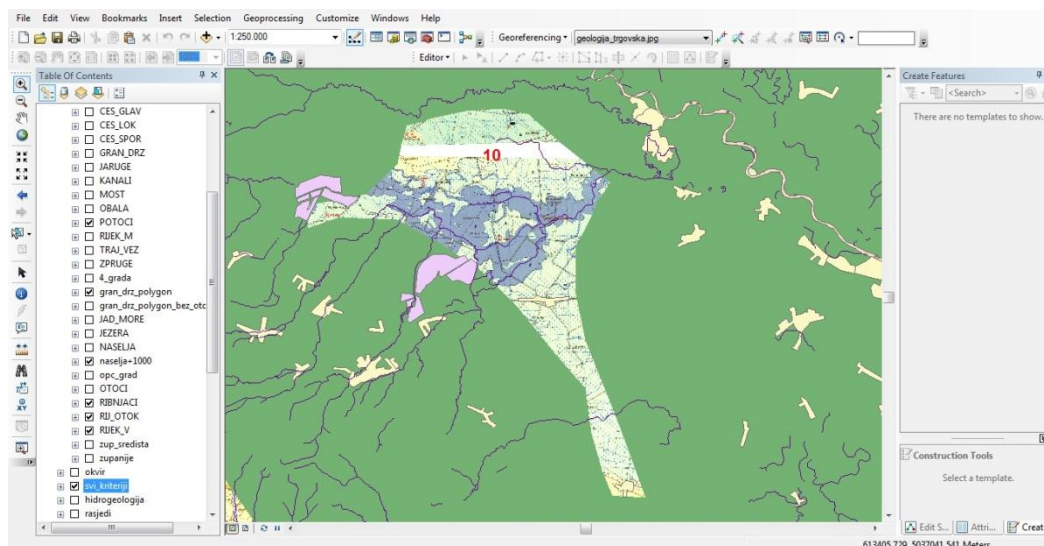 File Edit View Bookmarks Insert Selection Geoprocessing Customize Windows Help
1:250.000
Georeferencing
geologija_trgovska.jpg
Editor
Table Of Contents
CES_GLAV
CES_LOK
CES_SPOR
GRAN_DRZ
JARUGE
KANALI
MOST
OBALA
POTOCI
RIJEK_M
TRAJ_VEZ
ZPRUGE
4_grada
gran_drz_polygon
gran_drz_polygon_bez_otc
JAD_MORE
JEZERA
NASELJA
naselja+1000
opc_grad
OTOCI
RIBNJACI
RIJ_OTOK
RIJEK_V
zup_sredista
zupanije
okvir
svi_kriteriji
hidrogeologija
rasjedi
10
Create Features
<Search>
There are no templates to show.
Construction Tools
Select a template.
Edit S...
Attri...
Creat
613405,729 5037041,541 Meters